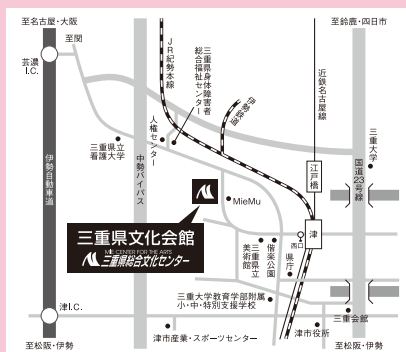 至名古屋・大阪
至鈴鹿・四日市
至関
芸濃
I.C.
JR紀勢本線
三重県身体障害者
総合福祉センター
伊勢鉄道
近鉄名古屋線
人権センター
三重県立
看護大学
三重大学
江戸橋
伊勢自動車道
中勢バイパス
国道23号線
MieMu
三重県文化会館
MIE CENTER FOR THE ARTS
三重県総合文化センター
津
西口
偕楽公園
三重県立
美術館
県庁
三重大学教育学部附属
小・中・特別支援学校
津I.C.
三重会館
津市産業・スポーツセンター
津市役所
至松阪・伊勢
至松阪・伊勢